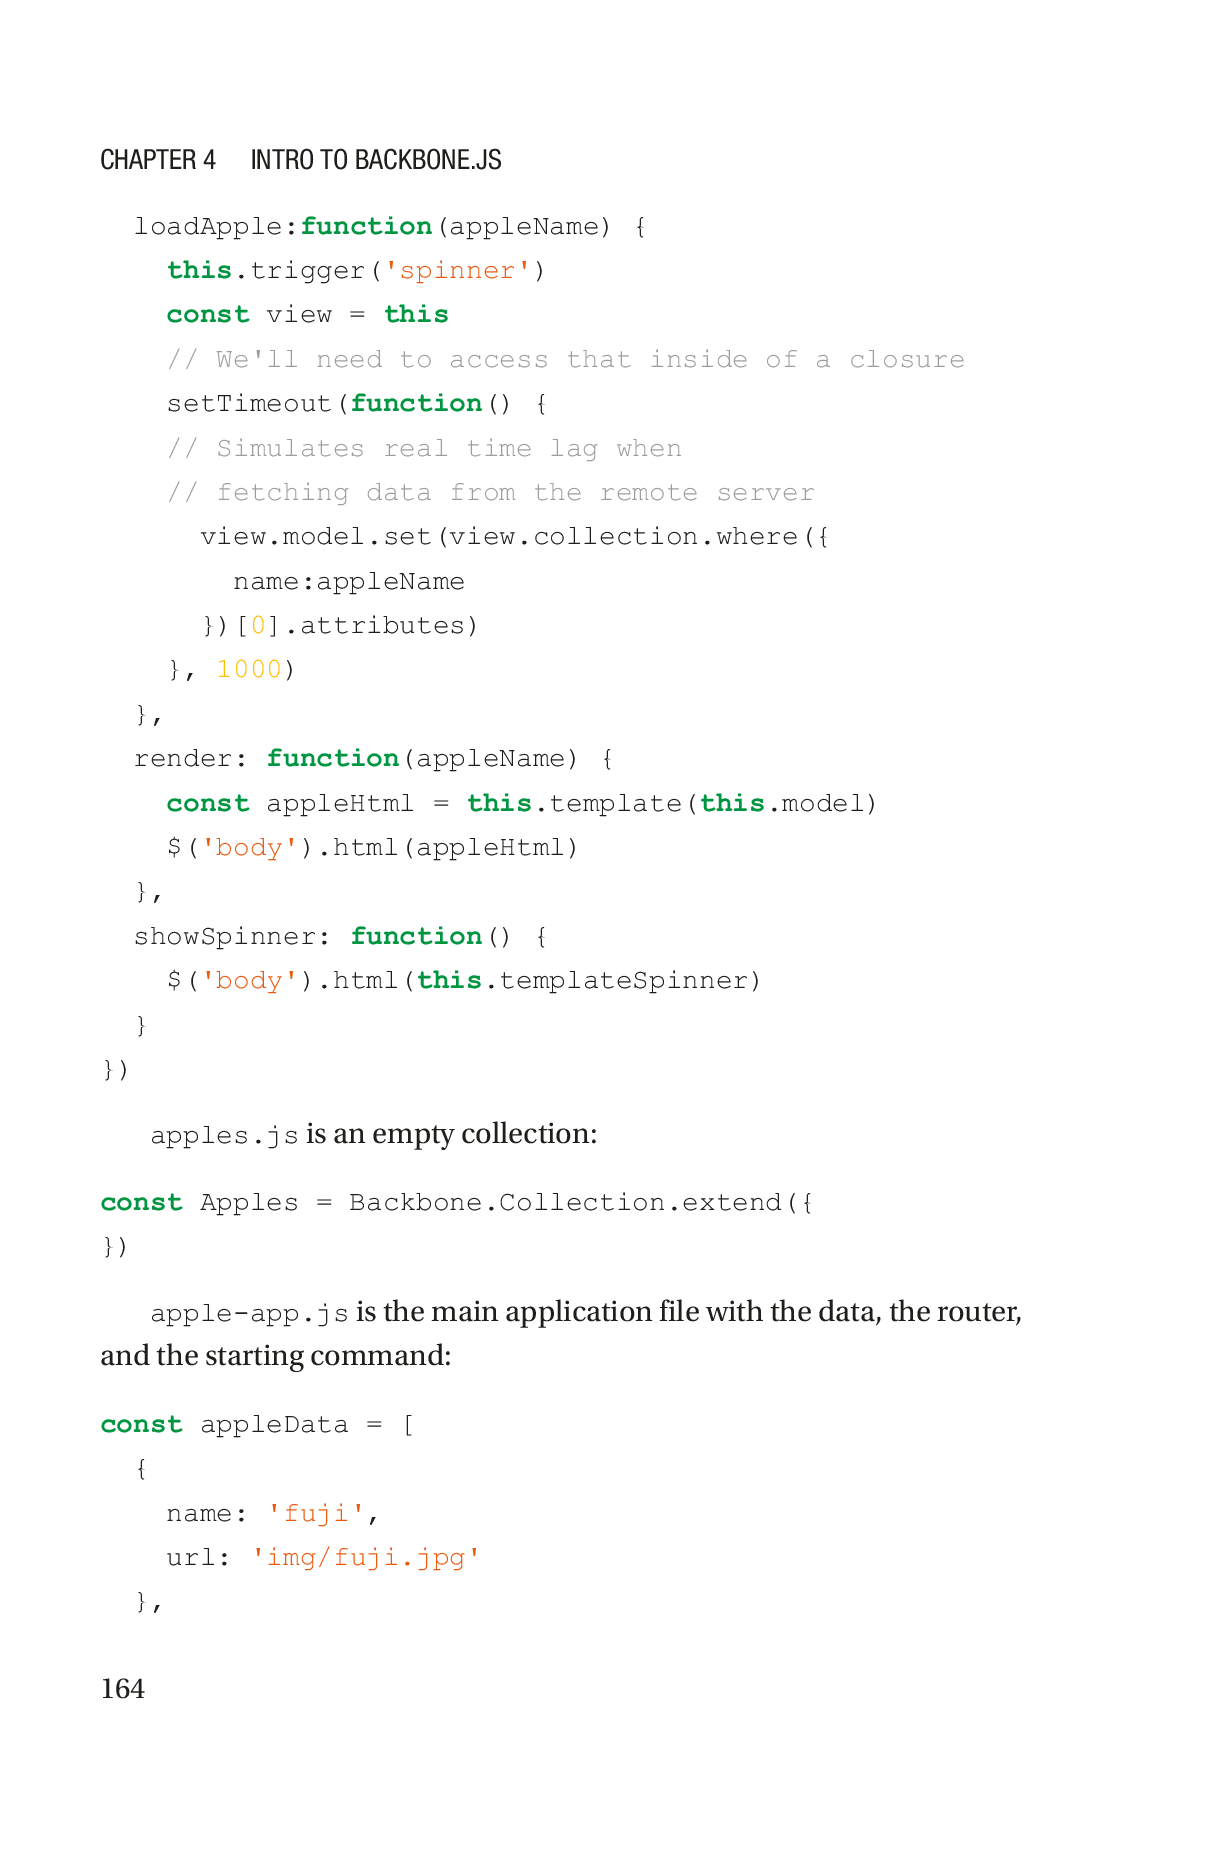 CHAPTER 4 INTRO TO BACKBONE.JS
  loadApple:function(appleName) {
    this.trigger('spinner')
    const view = this
    // We'll need to access that inside of a closure
    setTimeout(function() {
    // Simulates real time lag when
    // fetching data from the remote server
      view.model.set(view.collection.where({
        name:appleName
      })[0].attributes)
    }, 1000)
  },
  render: function(appleName) {
    const appleHtml = this.template(this.model)
    $('body').html(appleHtml)
  },
  showSpinner: function() {
    $('body').html(this.templateSpinner)
  }
})
apples.js is an empty collection:
const Apples = Backbone.Collection.extend({
})
apple-app.js is the main application file with the data, the router,
and the starting command:
const appleData = [
  {
    name: 'fuji',
    url: 'img/fuji.jpg'
  },
164